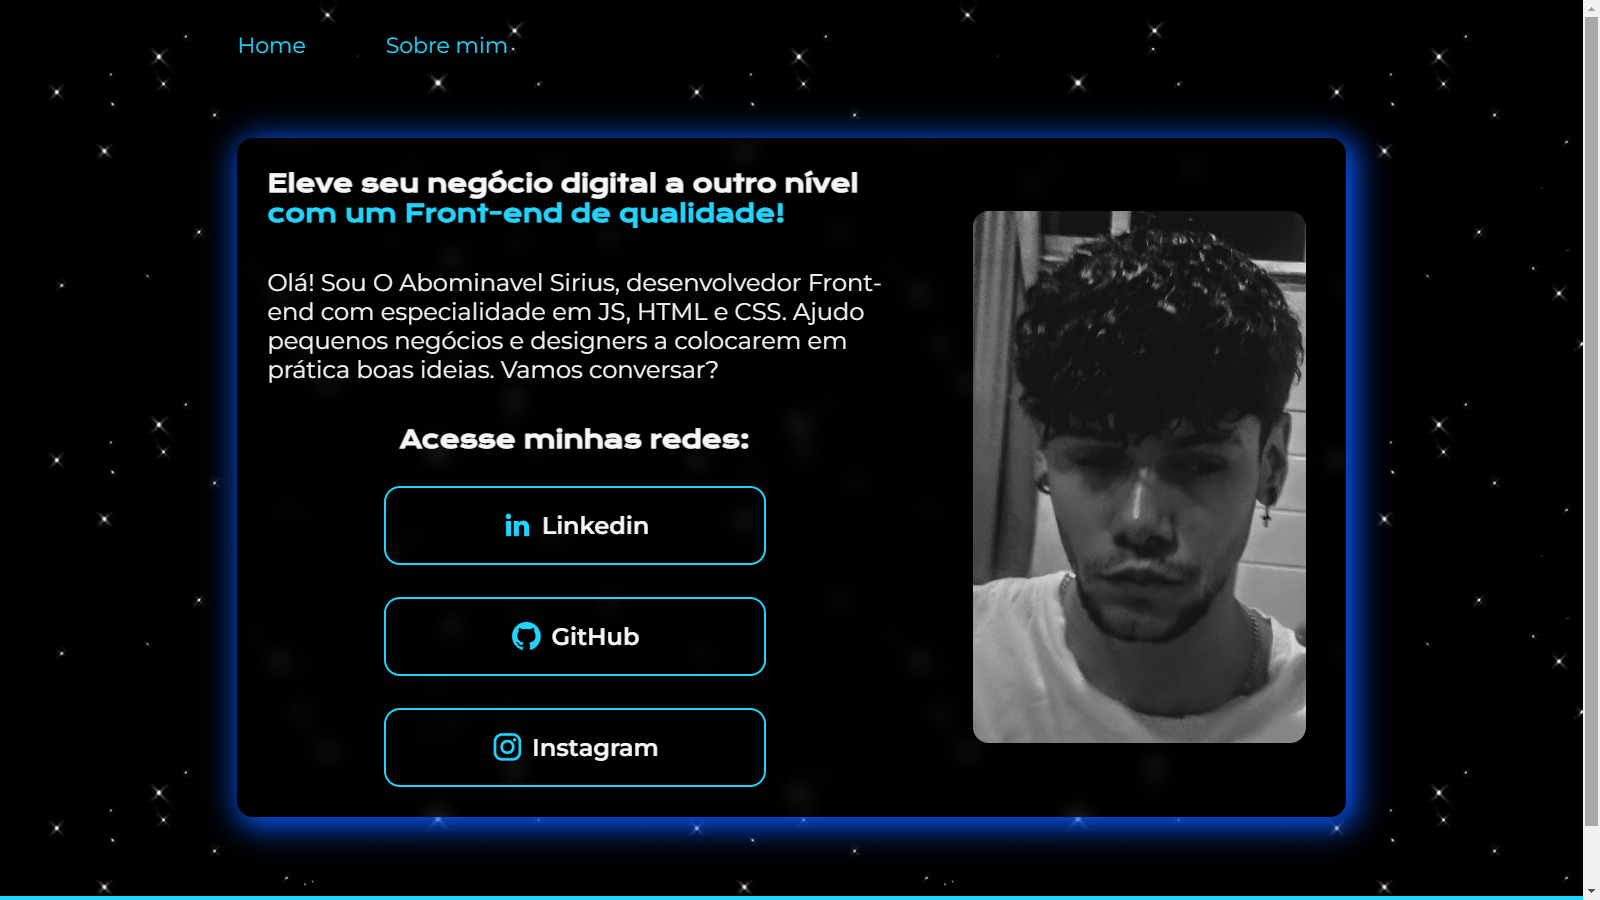 Home
Sobre mim
Eleve seu negócio digital a outro nível
com um Front-end de qualidade!
Olá! Sou O Abominavel Sirius, desenvolvedor Front-
end com especialidade em JS, HTML e CSS. Ajudo
pequenos negócios e designers a colocarem em
prática boas ideias. Vamos conversar?
Acesse minhas redes:
in Linkedin
GitHub
Instagram